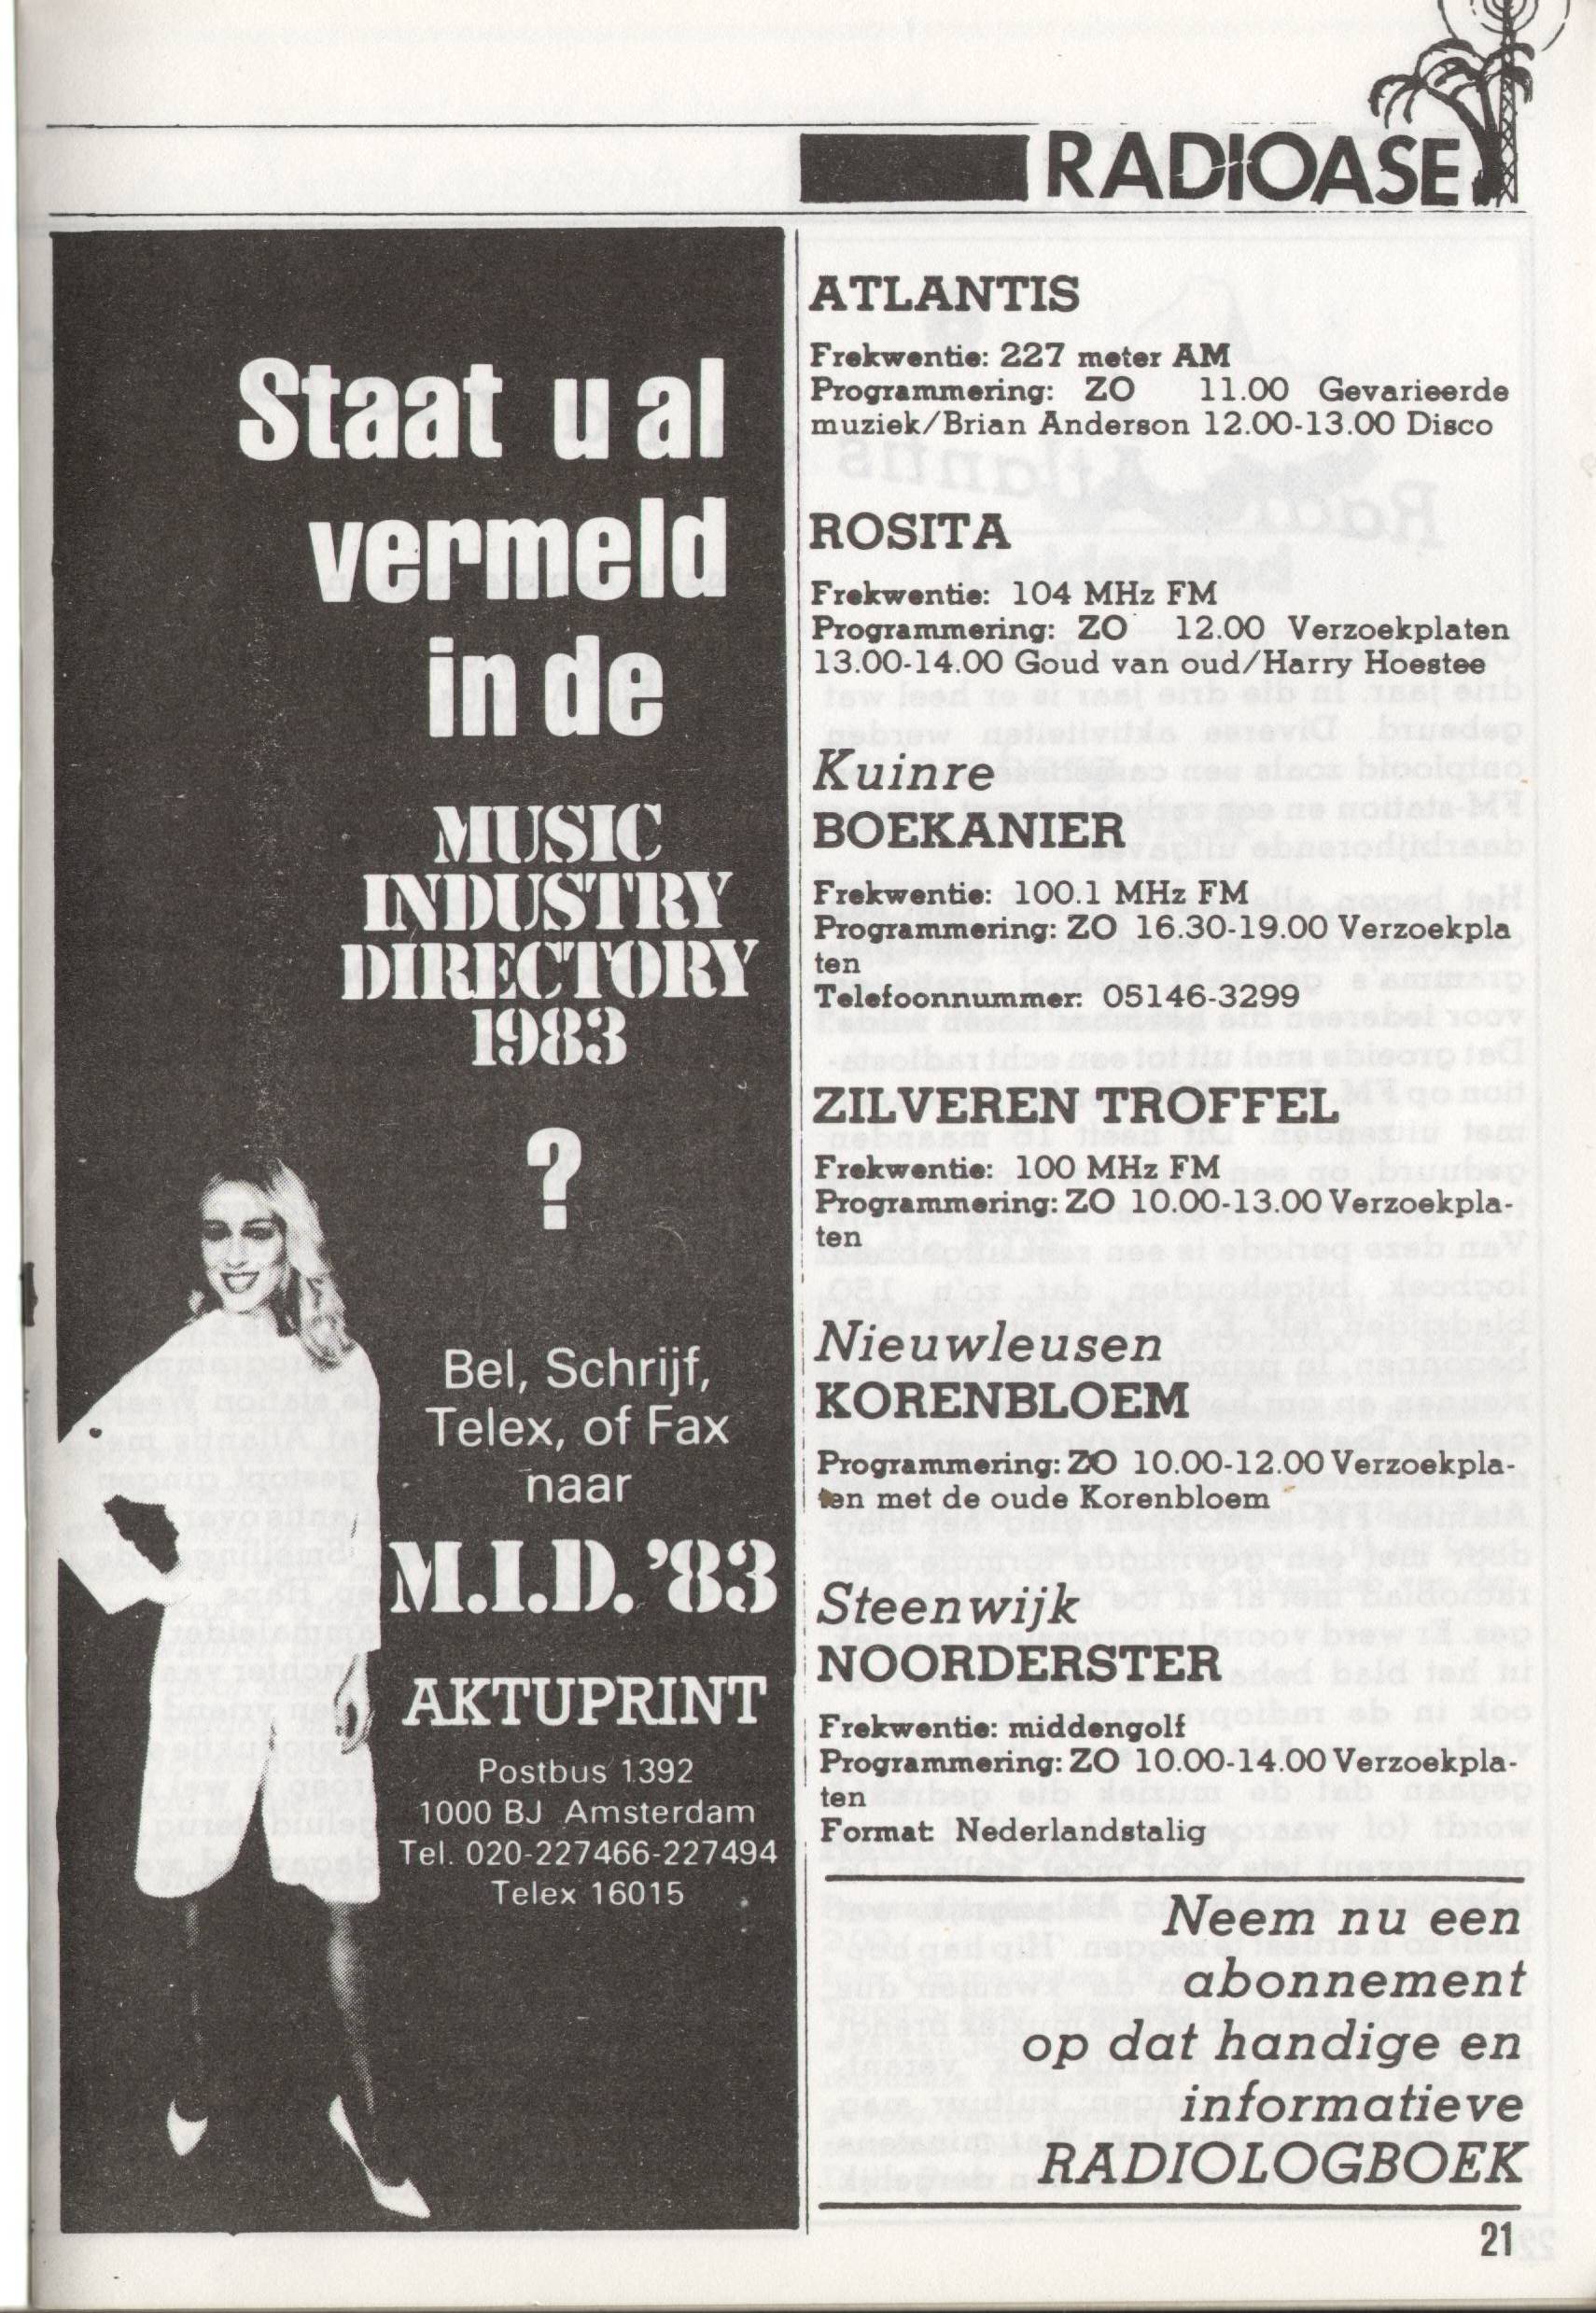 RADIOASE
Staat u al
vermeld
in de
MUSIC
INDUSTRY
DIRECTORY
1983
?
Bel, Schrijf,
Telex, of Fax
naar
M.I.D. '83
AKTUPRINT
Postbus 1392
1000 BJ Amsterdam
Tel. 020-227466-227494
Telex 16015
ATLANTIS
Frekwentie: 227 meter AM
Programmering: ZO 11.00 Gevarieerde
muziek/Brian Anderson 12.00-13.00 Disco
ROSITA
Frekwentie: 104 MHz FM
Programmering: ZO 12.00 Verzoekplaten
13.00-14.00 Goud van oud/Harry Hoestee
Kuinre
BOEKANIER
Frekwentie: 100.1 MHz FM
Programmering: ZO 16.30-19.00 Verzoekpla
ten
Telefoonnummer: 05146-3299
ZILVEREN TROFFEL
Frekwentie: 100 MHz FM
Programmering: ZO 10.00-13.00 Verzoekpla-
ten
Nieuwleusen
KORENBLOEM
Programmering: ZO 10.00-12.00 Verzoekpla-
ten met de oude Korenbloem
Steenwijk
NOORDERSTER
Frekwentie: middengolf
Programmering: ZO 10.00-14.00 Verzoekpla-
ten
Format: Nederlandstalig
Neem nu een
abonnement
op dat handige en
informatieve
RADIOLOGBOEK
21